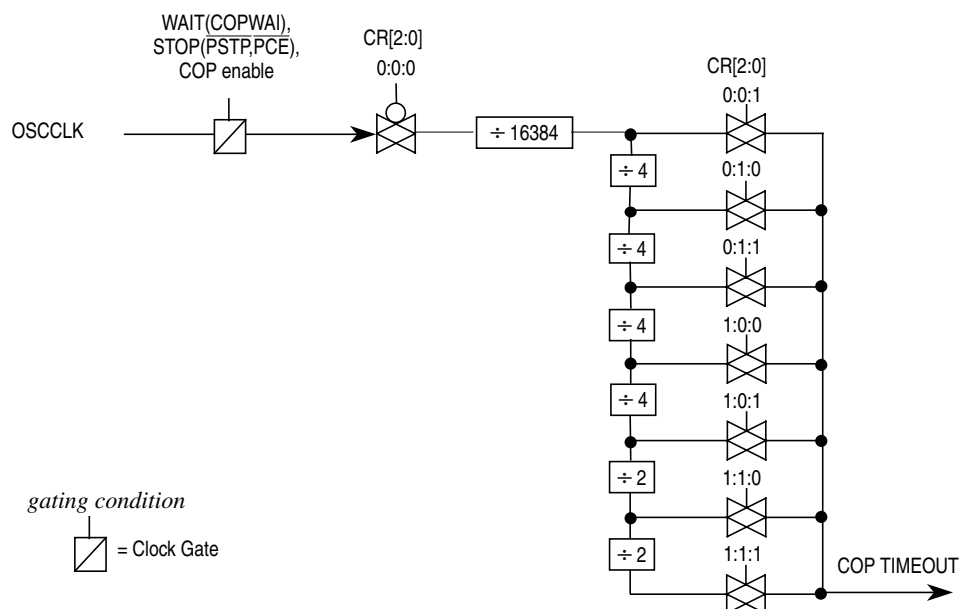 WAIT(COPWAI),
STOP(PSTP,PCE),
COP enable
CR[2:0]
0:0:0
OSCCLK
÷ 16384
CR[2:0]
0:0:1
÷ 4
0:1:0
÷ 4
0:1:1
÷ 4
1:0:0
÷ 4
1:0:1
÷ 2
1:1:0
÷ 2
1:1:1
COP TIMEOUT
gating condition
= Clock Gate